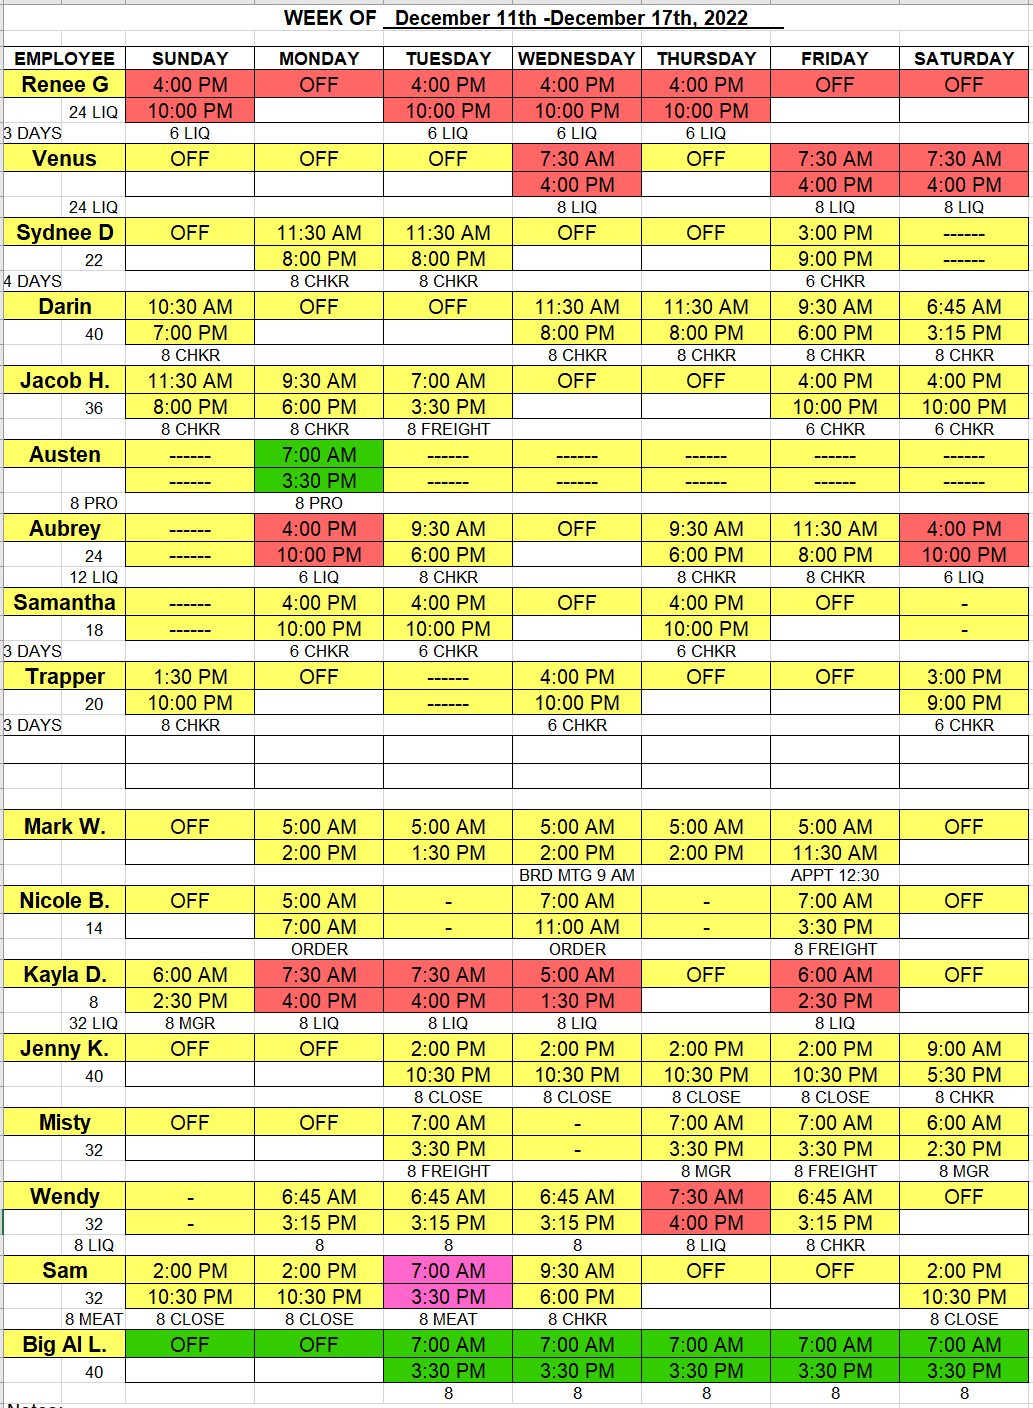 WEEK OF December 11th -December 17th, 2022
EMPLOYEE SUNDAY MONDAY TUESDAY WEDNESDAY THURSDAY FRIDAY SATURDAY
Renee G 4:00 PM OFF 4:00 PM 4:00 PM 4:00 PM OFF OFF
24 LIQ 10:00 PM 10:00 PM 10:00 PM 10:00 PM
3 DAYS 6 LIQ 6 LIQ 6 LIQ 6 LIQ
Venus OFF OFF OFF 7:30 AM OFF 7:30 AM 7:30 AM
4:00 PM 4:00 PM 4:00 PM
24 LIQ 8 LIQ 8 LIQ 8 LIQ
Sydnee D OFF 11:30 AM 11:30 AM OFF OFF 3:00 PM ------
22 8:00 PM 8:00 PM 9:00 PM ------
4 DAYS 8 CHKR 8 CHKR 6 CHKR
Darin 10:30 AM OFF OFF 11:30 AM 11:30 AM 9:30 AM 6:45 AM
40 7:00 PM 8:00 PM 8:00 PM 6:00 PM 3:15 PM
8 CHKR 8 CHKR 8 CHKR 8 CHKR 8 CHKR
Jacob H. 11:30 AM 9:30 AM 7:00 AM OFF OFF 4:00 PM 4:00 PM
36 8:00 PM 6:00 PM 3:30 PM 10:00 PM 10:00 PM
8 CHKR 8 CHKR 8 FREIGHT 6 CHKR 6 CHKR
Austen ------ 7:00 AM ------ ------ ------ ------ ------
------ 3:30 PM ------ ------ ------ ------ ------
8 PRO 8 PRO
Aubrey ------ 4:00 PM 9:30 AM OFF 9:30 AM 11:30 AM 4:00 PM
24 ------ 10:00 PM 6:00 PM 6:00 PM 8:00 PM 10:00 PM
12 LIQ 6 LIQ 8 CHKR 8 CHKR 8 CHKR 6 LIQ
Samantha ------ 4:00 PM 4:00 PM OFF 4:00 PM OFF -
18 ------ 10:00 PM 10:00 PM 10:00 PM -
3 DAYS 6 CHKR 6 CHKR 6 CHKR
Trapper 1:30 PM OFF ------ 4:00 PM OFF OFF 3:00 PM
20 10:00 PM ------ 10:00 PM 9:00 PM
3 DAYS 8 CHKR 6 CHKR 6 CHKR
Mark W. OFF 5:00 AM 5:00 AM 5:00 AM 5:00 AM 5:00 AM OFF
2:00 PM 1:30 PM 2:00 PM 2:00 PM 11:30 AM
BRD MTG 9 AM APPT 12:30
Nicole B. OFF 5:00 AM - 7:00 AM - 7:00 AM OFF
14 7:00 AM - 11:00 AM - 3:30 PM
ORDER ORDER 8 FREIGHT
Kayla D. 6:00 AM 7:30 AM 7:30 AM 5:00 AM OFF 6:00 AM OFF
8 2:30 PM 4:00 PM 4:00 PM 1:30 PM 2:30 PM
32 LIQ 8 MGR 8 LIQ 8 LIQ 8 LIQ 8 LIQ
Jenny K. OFF OFF 2:00 PM 2:00 PM 2:00 PM 2:00 PM 9:00 AM
40 10:30 PM 10:30 PM 10:30 PM 10:30 PM 5:30 PM
8 CLOSE 8 CLOSE 8 CLOSE 8 CLOSE 8 CHKR
Misty OFF OFF 7:00 AM - 7:00 AM 7:00 AM 6:00 AM
32 3:30 PM - 3:30 PM 3:30 PM 2:30 PM
8 FREIGHT 8 MGR 8 FREIGHT 8 MGR
Wendy - 6:45 AM 6:45 AM 6:45 AM 7:30 AM 6:45 AM OFF
32 - 3:15 PM 3:15 PM 3:15 PM 4:00 PM 3:15 PM
8 LIQ 8 8 8 8 LIQ 8 CHKR
Sam 2:00 PM 2:00 PM 7:00 AM 9:30 AM OFF OFF 2:00 PM
32 10:30 PM 10:30 PM 3:30 PM 6:00 PM 10:30 PM
8 MEAT 8 CLOSE 8 CLOSE 8 MEAT 8 CHKR 8 CLOSE
Big Al L. OFF OFF 7:00 AM 7:00 AM 7:00 AM 7:00 AM 7:00 AM
40 3:30 PM 3:30 PM 3:30 PM 3:30 PM 3:30 PM
8 8 8 8 8